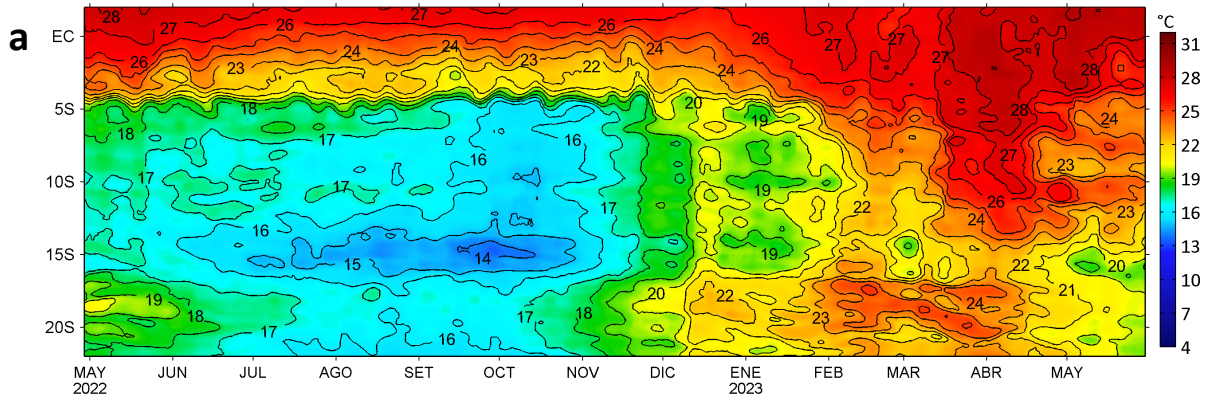 a
°C
EC
5S
10S
15S
20S
28 27 26 27 26 27 26 27 27 27 28
26 24 24 23 22 24 24 28
23 24
18 20 19 24
18 17 16 16 27 23
17 17 19 26
16 17 22 24 23
15 14 19 22 20
19 20 22 24 21
18 17 17 18 23
16
31
28
25
22
19
16
13
10
7
4
MAY JUN JUL AGO SET OCT NOV DIC ENE FEB MAR ABR MAY
2022 2023